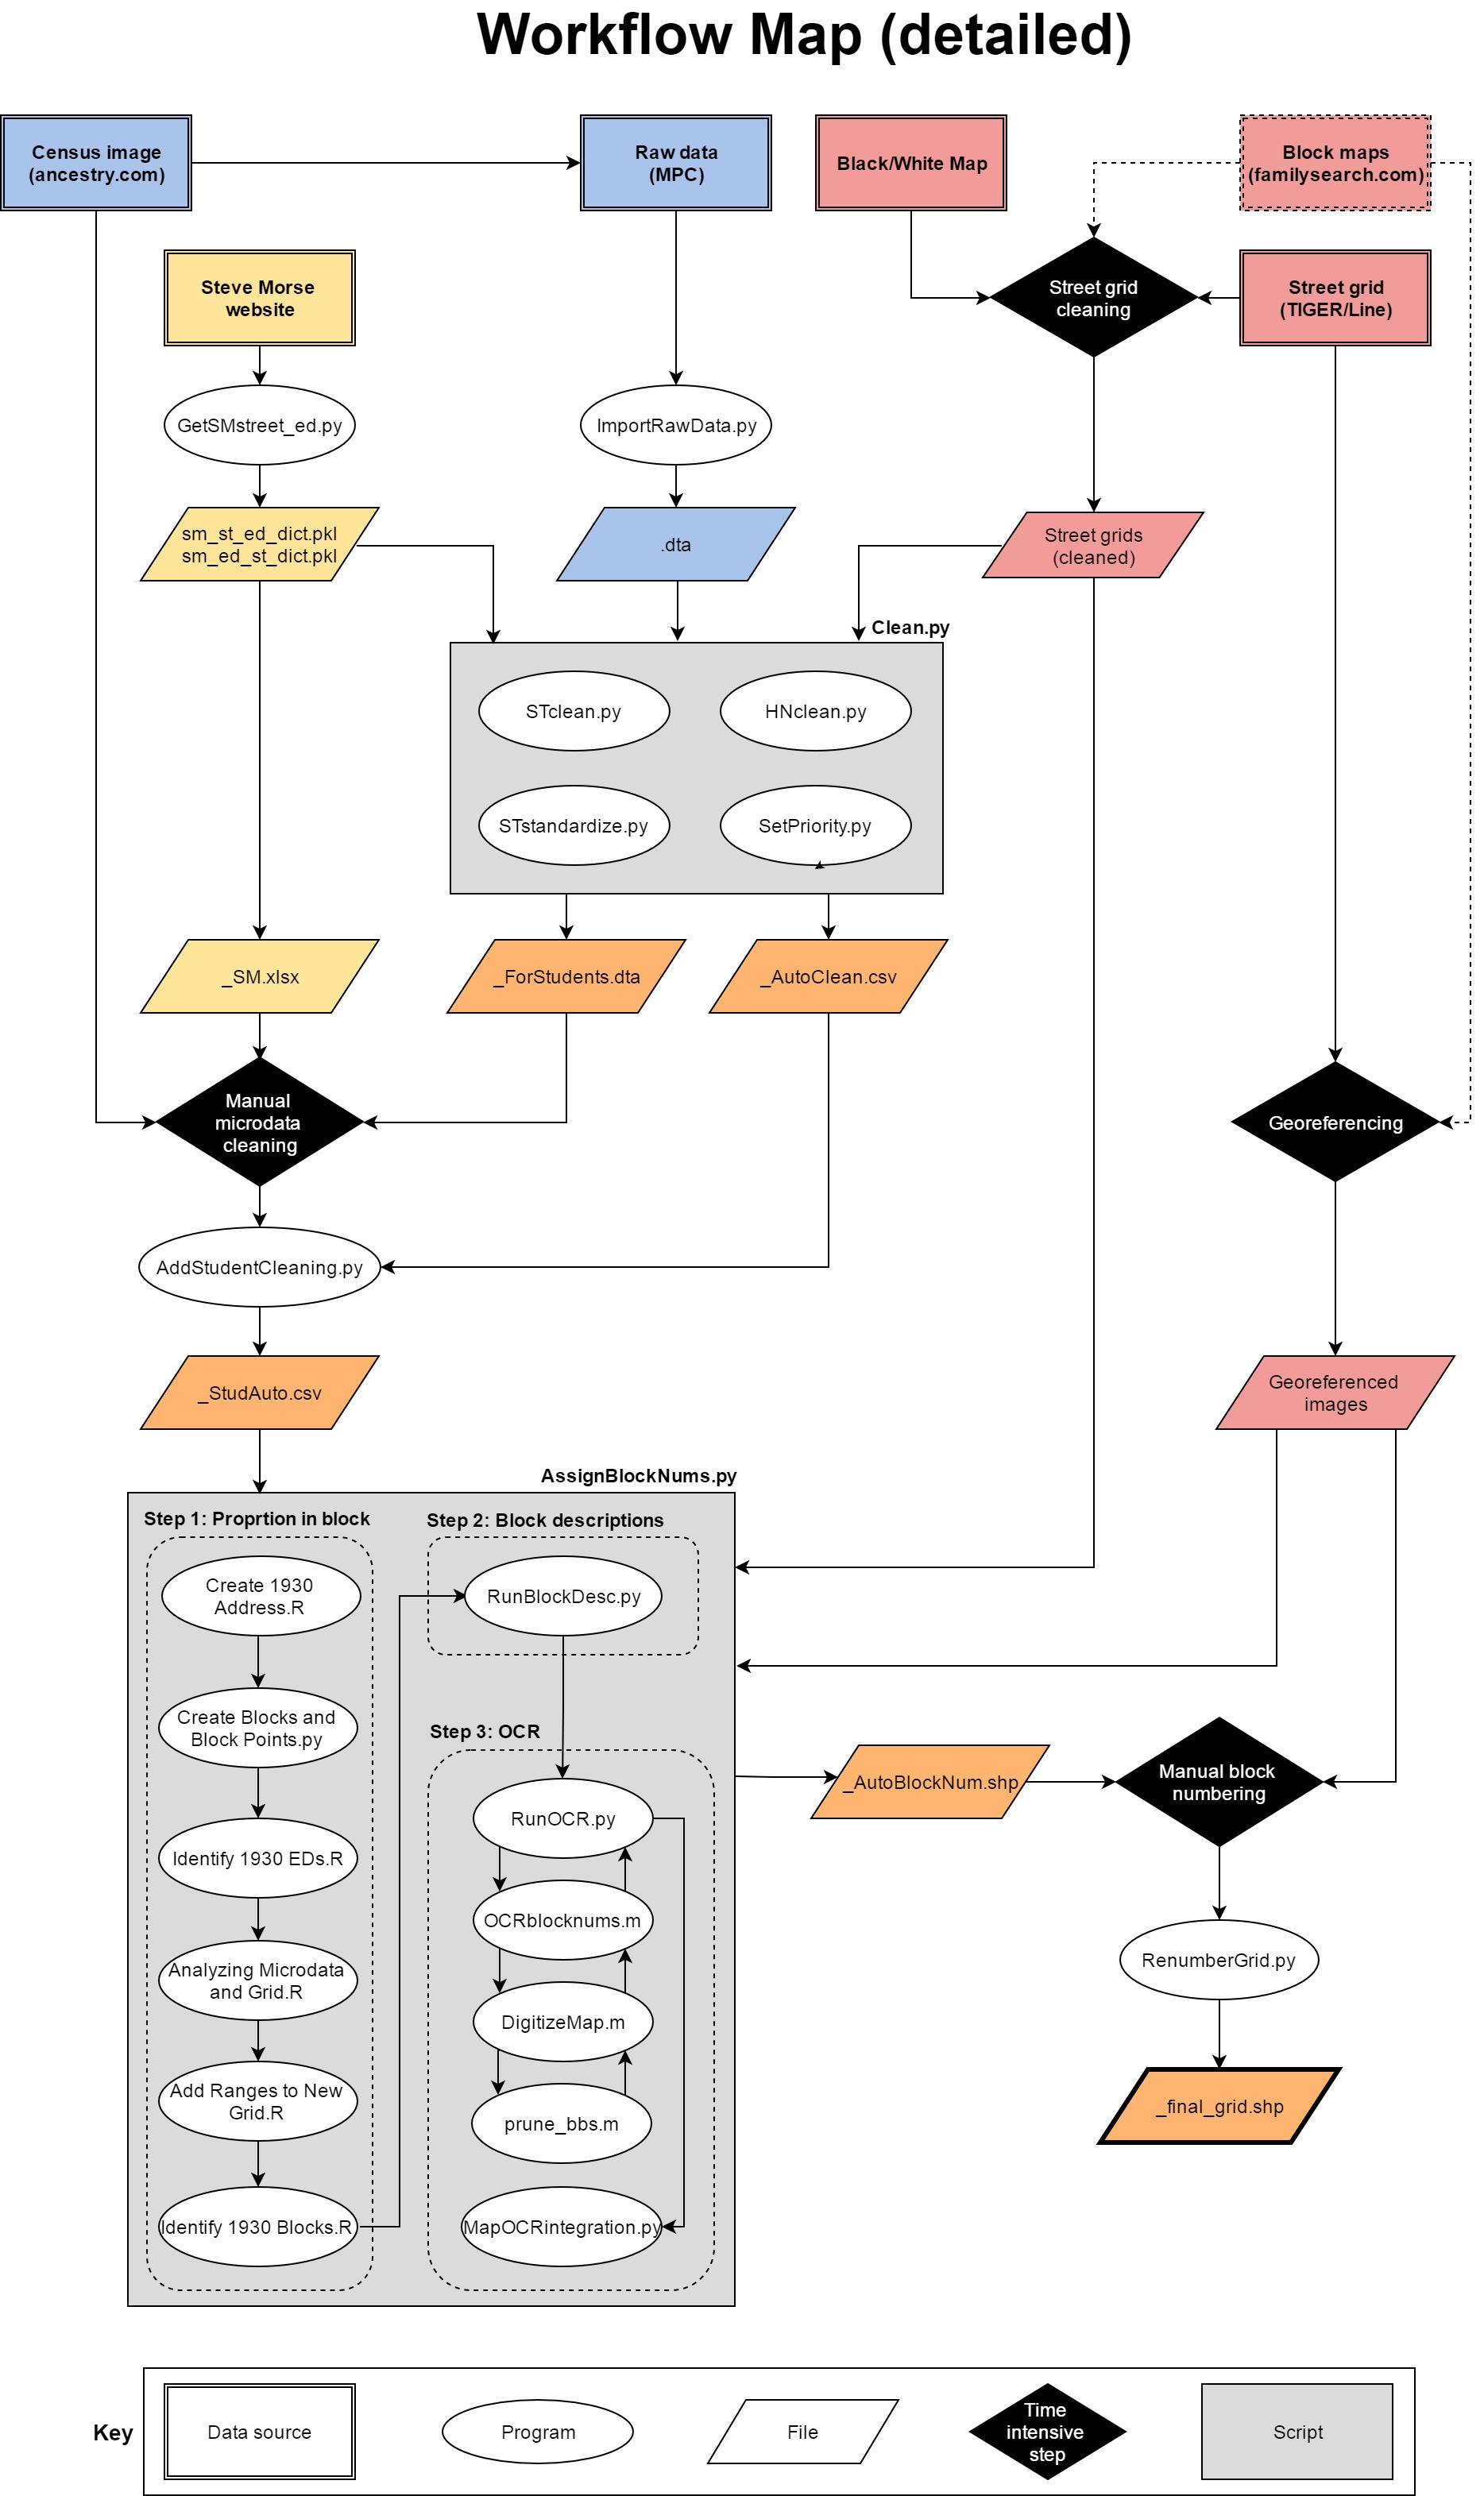 Workflow Map (detailed)
Census image
(ancestry.com)
Raw data
(MPC)
Black/White Map
Block maps
(familysearch.com)
Steve Morse
website
Street grid
cleaning
Street grid
(TIGER/Line)
GetSMstreet_ed.py
ImportRawData.py
sm_st_ed_dict.pkl
sm_ed_st_dict.pkl
.dta
Street grids
(cleaned)
Clean.py
STclean.py
HNclean.py
STstandardize.py
SetPriority.py
_SM.xlsx
_ForStudents.dta
_AutoClean.csv
Manual
microdata
cleaning
Georeferencing
AddStudentCleaning.py
_StudAuto.csv
Georeferenced
images
AssignBlockNums.py
Step 1: Proprtion in block
Step 2: Block descriptions
Create 1930
Address.R
RunBlockDesc.py
Create Blocks and
Block Points.py
Step 3: OCR
RunOCR.py
_AutoBlockNum.shp
Manual block
numbering
Identify 1930 EDs.R
OCRblocknums.m
Analyzing Microdata
and Grid.R
RenumberGrid.py
DigitizeMap.m
Add Ranges to New
Grid.R
prune_bbs.m
_final_grid.shp
Identify 1930 Blocks.R
MapOCRintegration.py
Key
Data source
Program
File
Time
intensive
step
Script